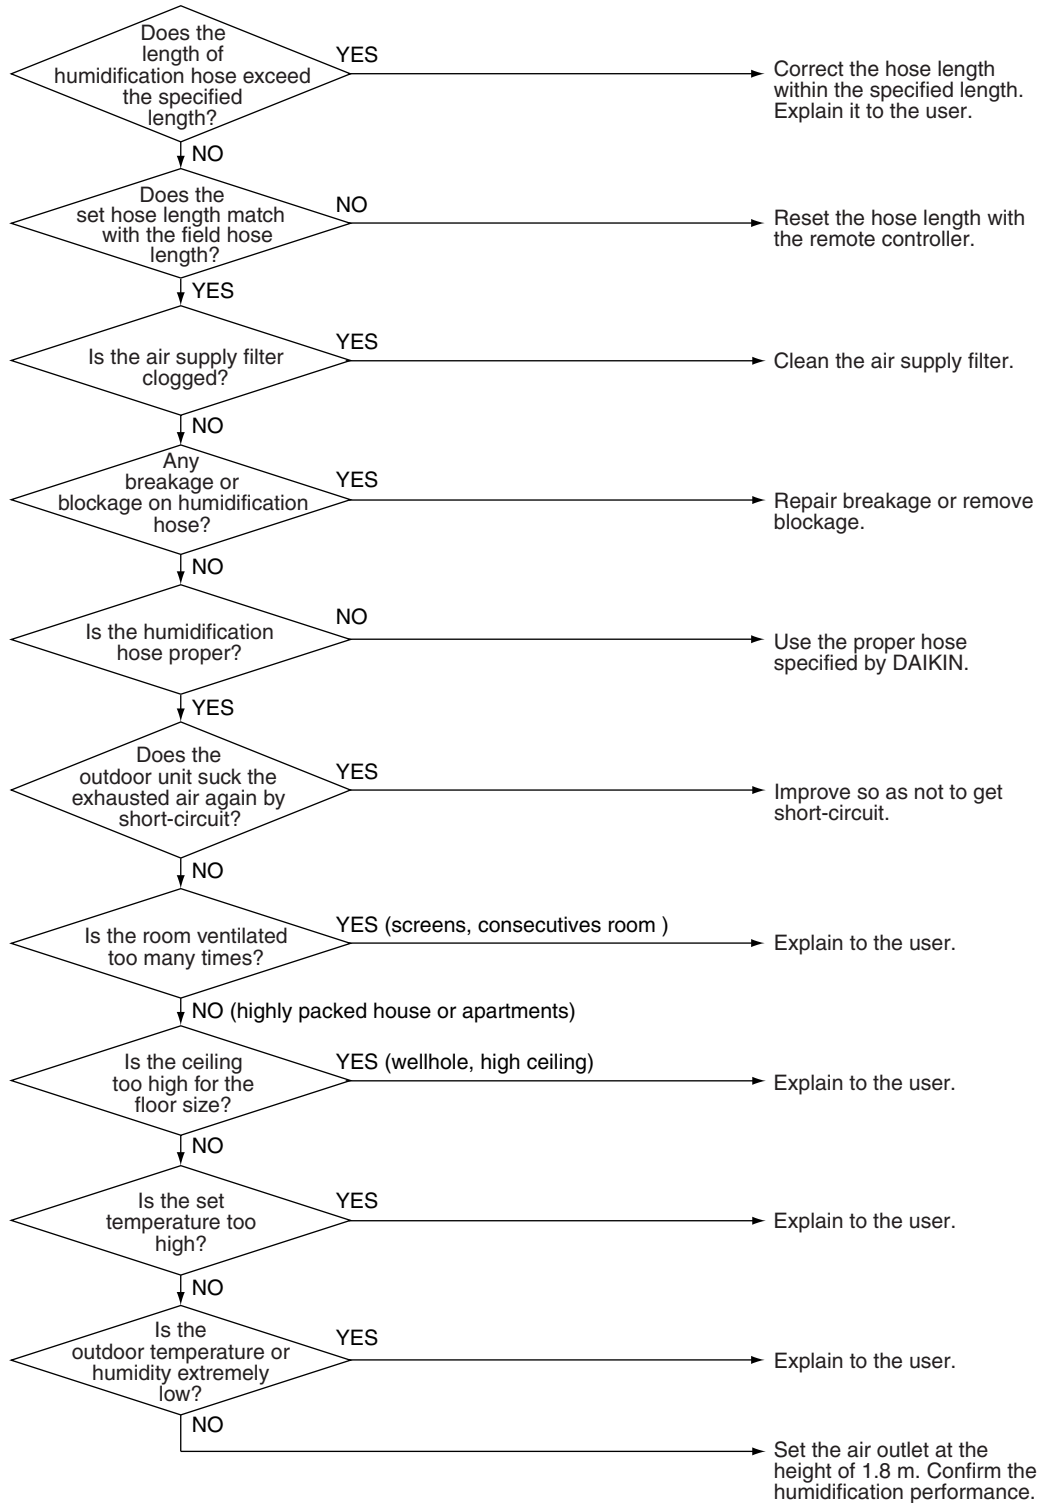 Does the
length of
humidification hose exceed
the specified
length?
YES
Correct the hose length
within the specified length.
Explain it to the user.
NO
Does the
set hose length match
with the field hose
length?
NO
Reset the hose length with
the remote controller.
YES
Is the air supply filter
clogged?
YES
Clean the air supply filter.
NO
Any
breakage or
blockage on humidification
hose?
YES
Repair breakage or remove
blockage.
NO
Is the humidification
hose proper?
NO
Use the proper hose
specified by DAIKIN.
YES
Does the
outdoor unit suck the
exhausted air again by
short-circuit?
YES
Improve so as not to get
short-circuit.
NO
Is the room ventilated
too many times?
YES (screens, consecutives room )
Explain to the user.
NO (highly packed house or apartments)
Is the ceiling
too high for the
floor size?
YES (wellhole, high ceiling)
Explain to the user.
NO
Is the set
temperature too
high?
YES
Explain to the user.
NO
Is the
outdoor temperature or
humidity extremely
low?
YES
Explain to the user.
NO
Set the air outlet at the
height of 1.8 m. Confirm the
humidification performance.